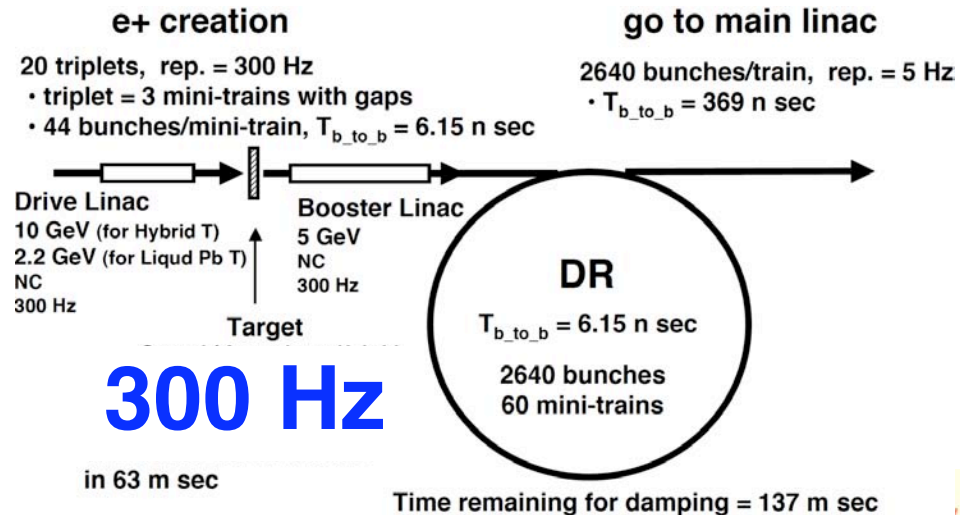 e+ creation
20 triplets, rep. = 300 Hz
• triplet = 3 mini-trains with gaps
• 44 bunches/mini-train, T_b_to_b = 6.15 n sec
go to main linac
2640 bunches/train, rep. = 5 Hz
• T_b_to_b = 369 n sec
Drive Linac
10 GeV (for Hybrid T)
2.2 GeV (for Liqud Pb T)
NC
300 Hz
Booster Linac
5 GeV
NC
300 Hz
Target
300 Hz
in 63 m sec
DR
T_b_to_b = 6.15 n sec
2640 bunches
60 mini-trains
Time remaining for damping = 137 m sec